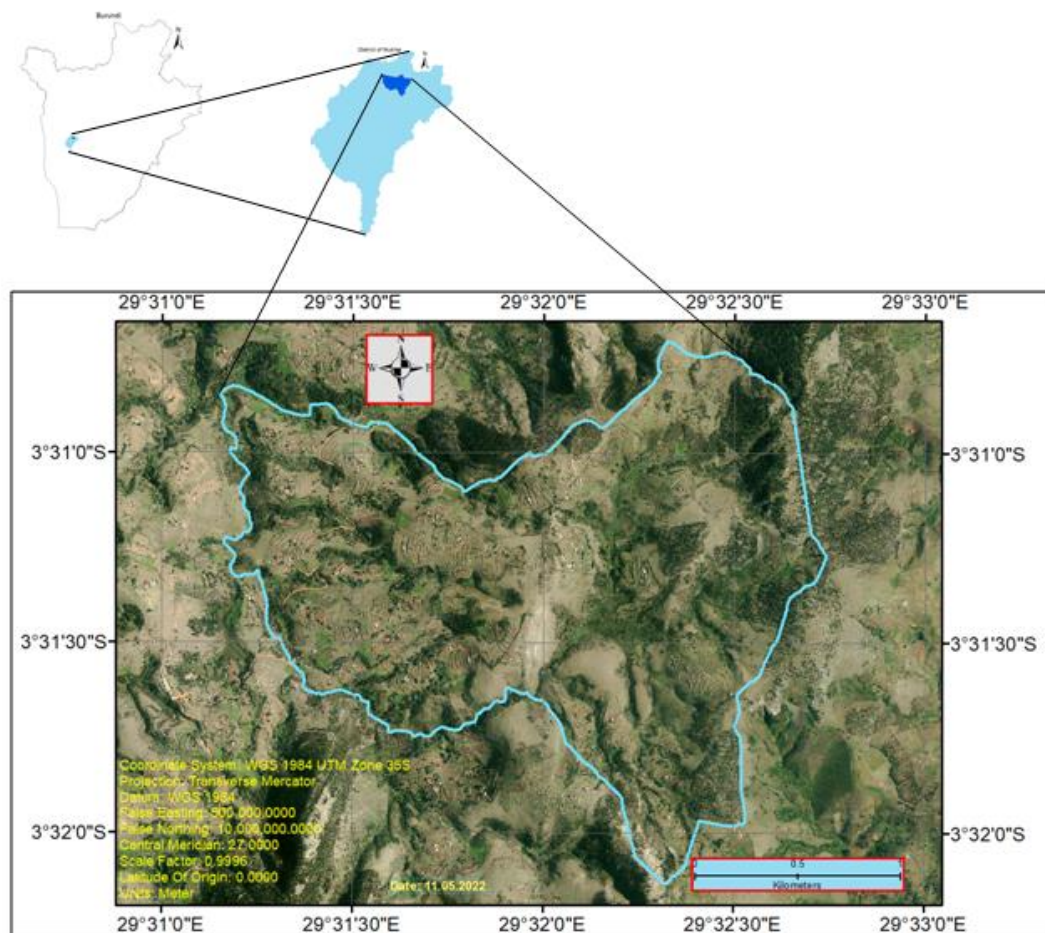 Burundi
N
District of
N
29°31'0"E 29°31'30"E 29°32'0"E 29°32'30"E 29°33'0"E
N
W E
S
3°31'0"S 3°31'0"S
3°31'30"S 3°31'30"S
Coordinate System: WGS 1984 UTM Zone 35S
Projection: Transverse Mercator
Datum: WGS 1984
False Easting: 500,000.0000
False Northing: 10,000,000.0000
Central Meridian: 27.0000
Scale Factor: 0.9996
Latitude Of Origin: 0.0000
Units: Meter
3°32'0"S 3°32'0"S
Date: 11.05.2022
0.5
Kilometers
29°31'0"E 29°31'30"E 29°32'0"E 29°32'30"E 29°33'0"E